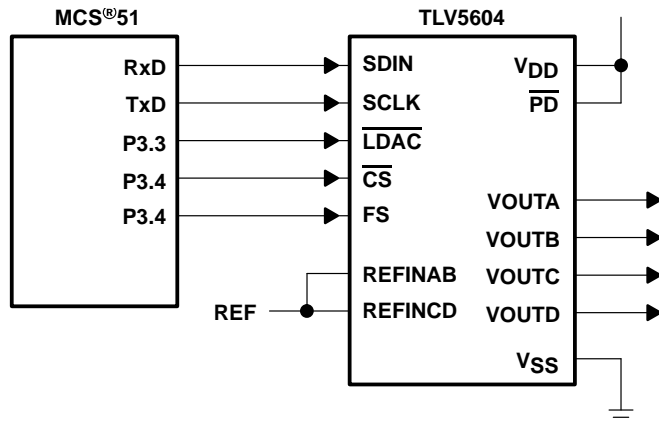 MCS®51
TLV5604
RxD
TxD
P3.3
P3.4
P3.4
SDIN
SCLK
LDAC
CS
FS
REFINAB
REFINCD
REF
VDD
PD
VOUTA
VOUTB
VOUTC
VOUTD
VSS